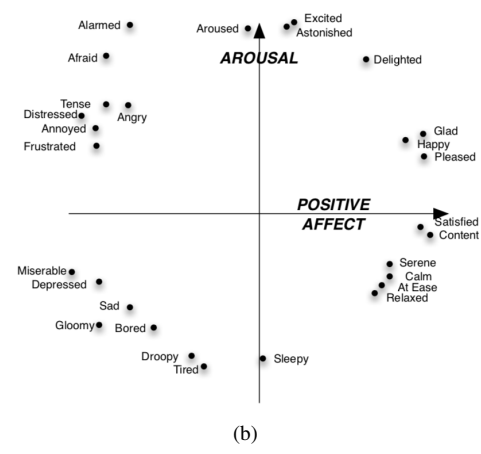 Alarmed
Aroused
Excited
Astonished
Afraid
AROUSAL
Delighted
Tense
Distressed
Angry
Annoyed
Frustrated
Glad
Happy
Pleased
POSITIVE
AFFECT
Satisfied
Content
Miserable
Depressed
Serene
Calm
At Ease
Relaxed
Sad
Gloomy
Bored
Droopy
Tired
Sleepy
(b)